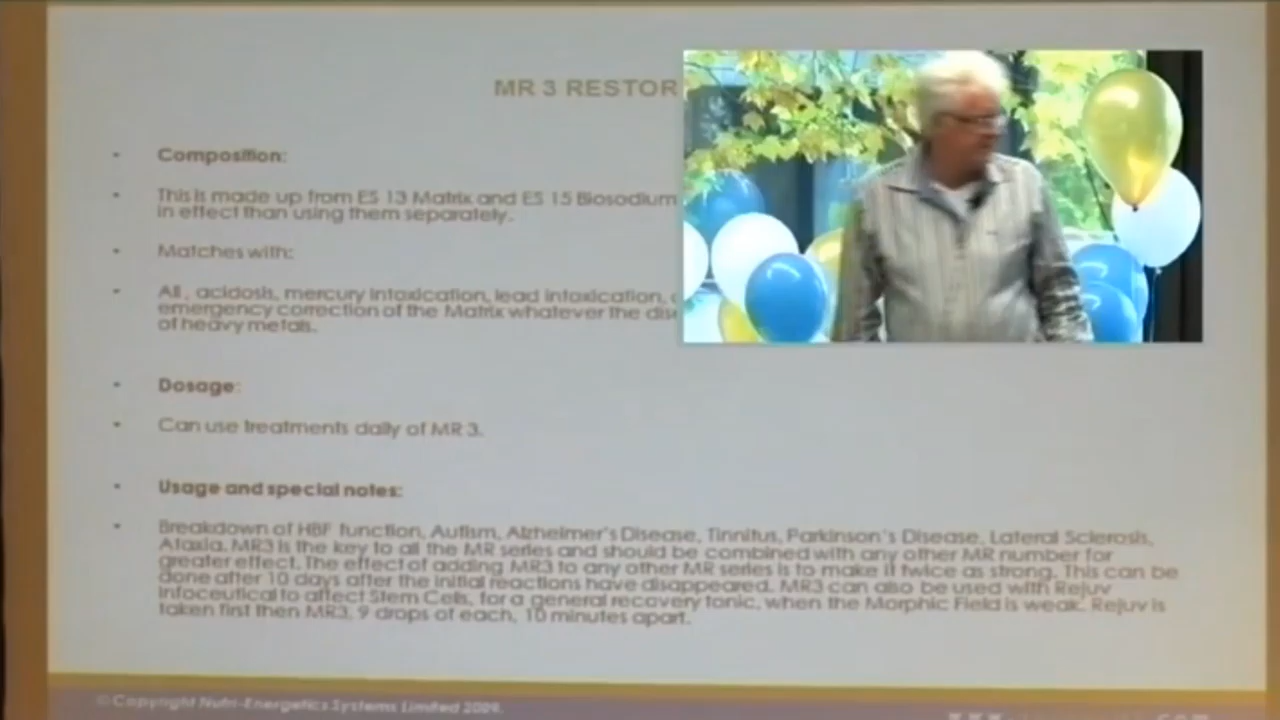 MR 3 RESTOR
• Composition:
• This is made up from ES 13 Matrix and ES 15 Biosodium
in effect than using them separately.
• Matches with:
• All , acidosis, mercury intoxication, lead intoxication,
emergency correction of the Matrix whatever the
of heavy metals.
• Dosage:
• Can use treatments daily of MR 3.
• Usage and special notes:
• Breakdown of HBF function, Autism, Alzheimer's Disease, Tinnitus, Parkinson's Disease, Lateral Sclerosis,
Ataxia. MR3 is the key to all the MR series and should be combined with any other MR number for
greater effect. The effect of adding MR3 to any other MR series is to make it twice as strong. This can be
done after 10 days after the initial reactions have disappeared. MR3 can also be used with Rejuv
Infoceutical to affect Stem Cells, for a general recovery tonic, when the Morphic Field is weak. Rejuv is
taken first then MR3, 9 drops of each, 10 minutes apart.
© Copyright Nutri-Energetics Systems Limited 2009.